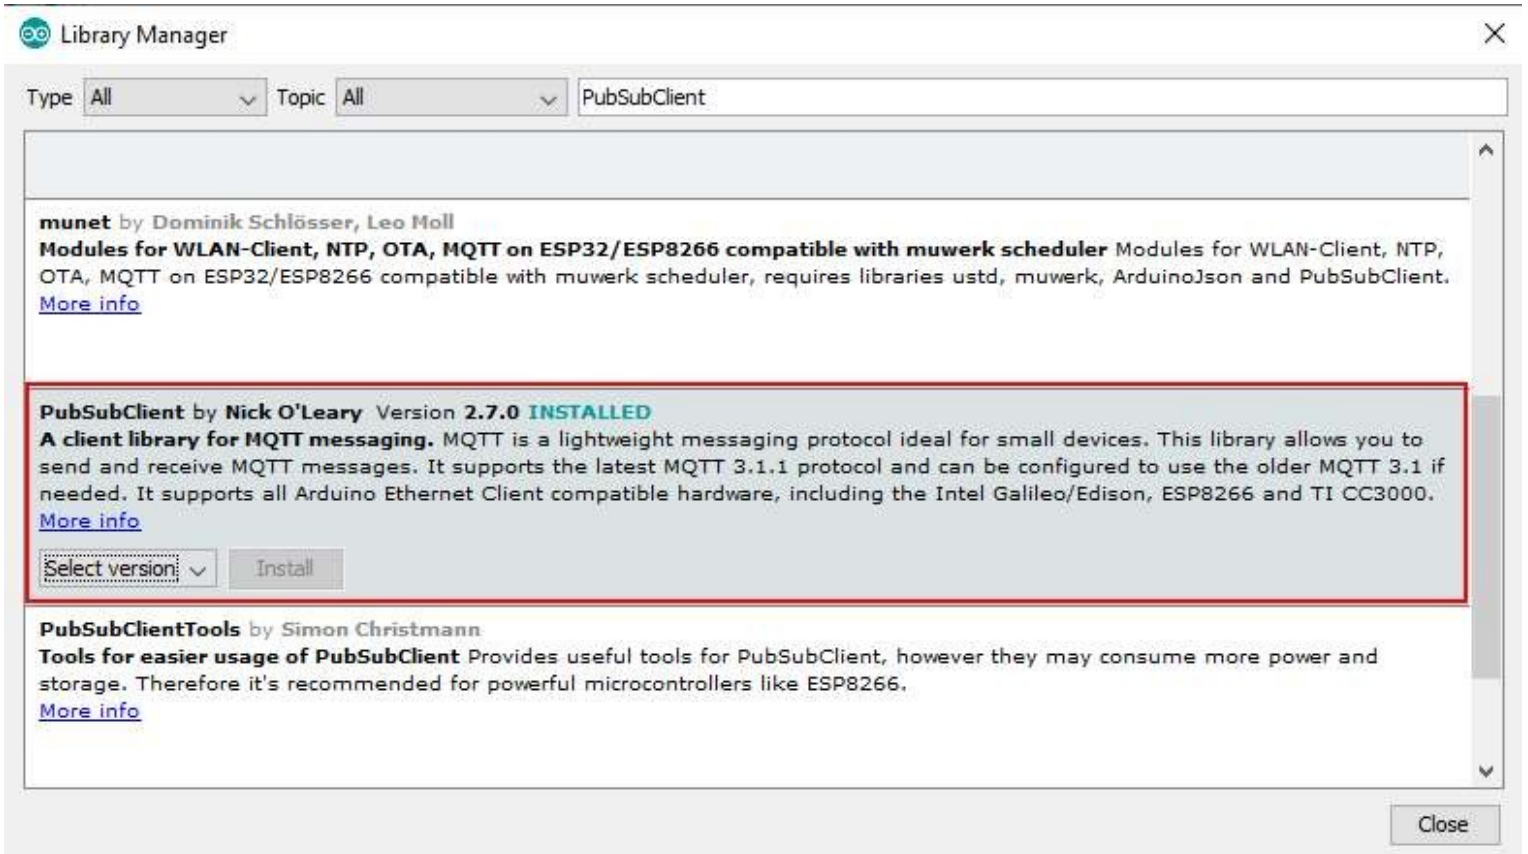 Library Manager
Type All Topic All PubSubClient
munet by Dominik Schlösser, Leo Moll
Modules for WLAN-Client, NTP, OTA, MQTT on ESP32/ESP8266 compatible with muwerk scheduler Modules for WLAN-Client, NTP,
OTA, MQTT on ESP32/ESP8266 compatible with muwerk scheduler, requires libraries ustd, muwerk, ArduinoJson and PubSubClient.
More info
PubSubClient by Nick O'Leary Version 2.7.0 INSTALLED
A client library for MQTT messaging. MQTT is a lightweight messaging protocol ideal for small devices. This library allows you to
send and receive MQTT messages. It supports the latest MQTT 3.1.1 protocol and can be configured to use the older MQTT 3.1 if
needed. It supports all Arduino Ethernet Client compatible hardware, including the Intel Galileo/Edison, ESP8266 and TI CC3000.
More info
Select version Install
PubSubClientTools by Simon Christmann
Tools for easier usage of PubSubClient Provides useful tools for PubSubClient, however they may consume more power and
storage. Therefore it's recommended for powerful microcontrollers like ESP8266.
More info
Close